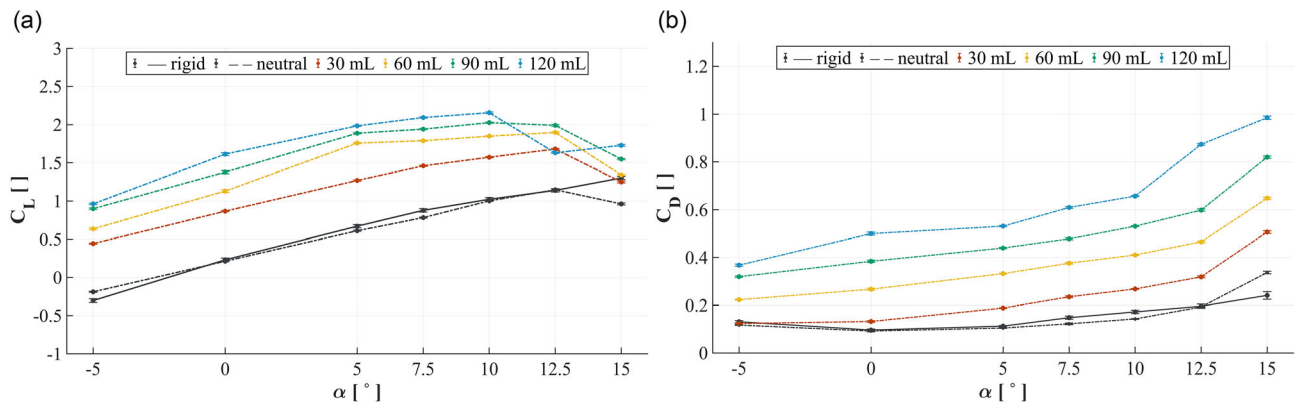 (a)
3
2.5
2
1.5
1
0.5
0
-0.5
-1
C_L [ ]
rigid neutral 30 mL 60 mL 90 mL 120 mL
-5 0 5 7.5 10 12.5 15
α [°]
(b)
1.2
1
0.8
0.6
0.4
0.2
0
C_D [ ]
rigid neutral 30 mL 60 mL 90 mL 120 mL
-5 0 5 7.5 10 12.5 15
α [°]